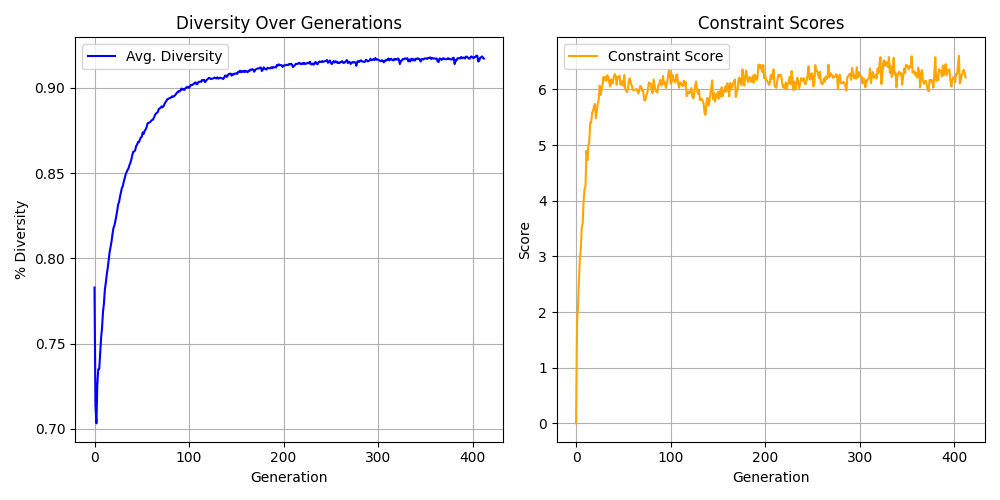 Diversity Over Generations
Avg. Diversity
% Diversity
0.90
0.85
0.80
0.75
0.70
0 100 200 300 400
Generation
Constraint Scores
Constraint Score
Score
6
5
4
3
2
1
0
0 100 200 300 400
Generation